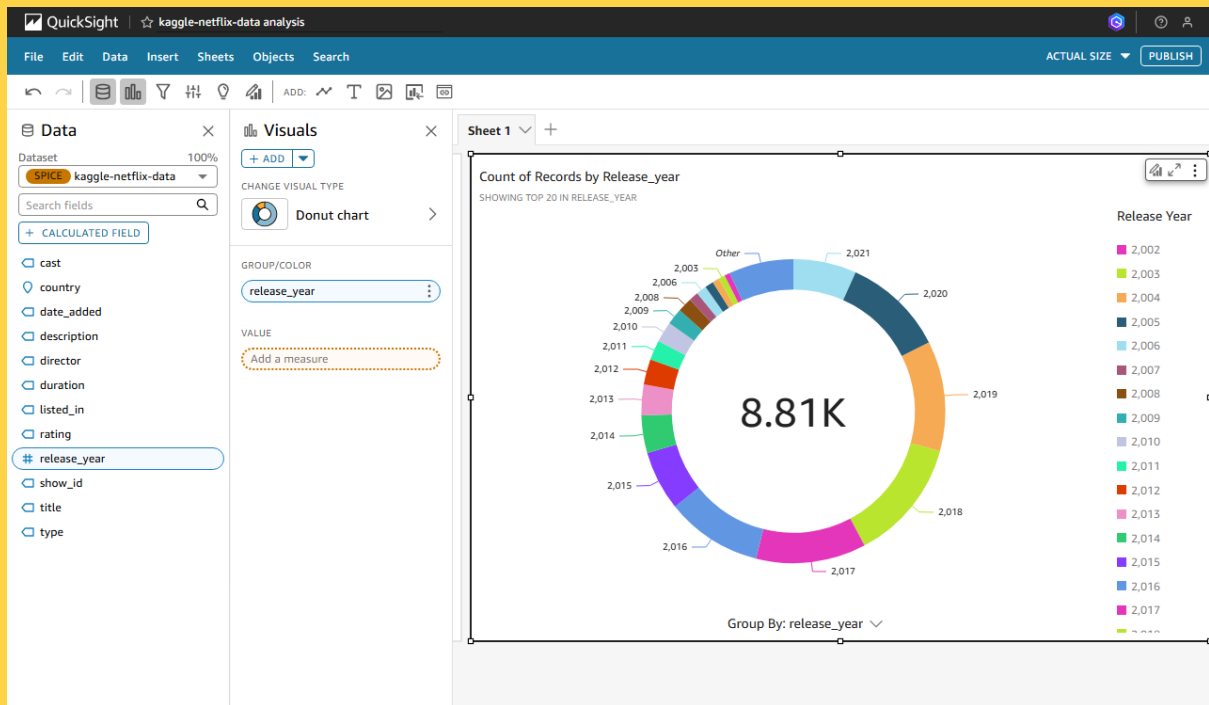 QuickSight
kaggle-netflix-data analysis
File Edit Data Insert Sheets Objects Search
ACTUAL SIZE
PUBLISH
ADD:
Data
Dataset 100%
SPICE kaggle-netflix-data
Search fields
+ CALCULATED FIELD
cast
country
date_added
description
director
duration
listed_in
rating
release_year
show_id
title
type
Visuals
+ ADD
CHANGE VISUAL TYPE
Donut chart
GROUP/COLOR
release_year
VALUE
Add a measure
Sheet 1
Count of Records by Release_year
SHOWING TOP 20 IN RELEASE_YEAR
Other
2,021
2,003
2,006
2,020
2,008
2,009
2,010
2,011
2,012
2,019
2,013
8.81K
2,014
2,015
2,018
2,016
2,017
Group By: release_year
Release Year
2,002
2,003
2,004
2,005
2,006
2,007
2,008
2,009
2,010
2,011
2,012
2,013
2,014
2,015
2,016
2,017